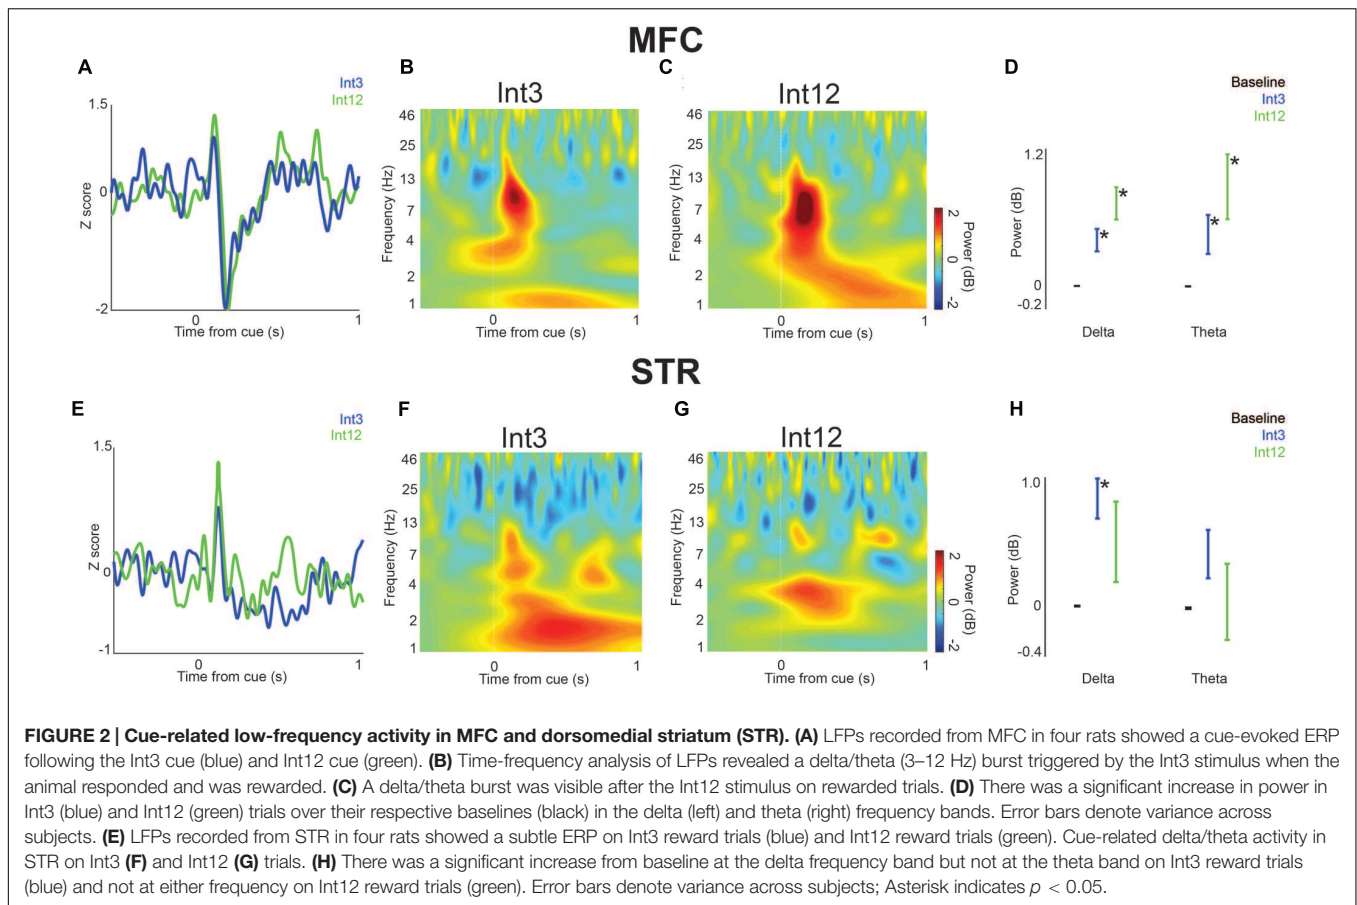 MFC
A
Int3
Int12
1.5
0
-2
Z score
0
1
Time from cue (s)
B
Int3
46
25
13
7
4
2
1
Frequency (Hz)
0
1
Time from cue (s)
C
Int12
46
25
13
7
4
2
1
Frequency (Hz)
0
1
Time from cue (s)
2
0
-2
Power (dB)
D
Baseline
Int3
Int12
1.2
0
-0.2
Power (dB)
*
*
*
*
Delta
Theta
STR
E
Int3
Int12
1.5
0
-1
Z score
0
1
Time from cue (s)
F
Int3
46
25
13
7
4
2
1
Frequency (Hz)
0
1
Time from cue (s)
G
Int12
46
25
13
7
4
2
1
Frequency (Hz)
0
1
Time from cue (s)
2
0
-2
Power (dB)
H
Baseline
Int3
Int12
1.0
0
-0.4
Power (dB)
*
Delta
Theta
FIGURE 2 | Cue-related low-frequency activity in MFC and dorsomedial striatum (STR). (A) LFPs recorded from MFC in four rats showed a cue-evoked ERP
following the Int3 cue (blue) and Int12 cue (green). (B) Time-frequency analysis of LFPs revealed a delta/theta (3–12 Hz) burst triggered by the Int3 stimulus when the
animal responded and was rewarded. (C) A delta/theta burst was visible after the Int12 stimulus on rewarded trials. (D) There was a significant increase in power in
Int3 (blue) and Int12 (green) trials over their respective baselines (black) in the delta (left) and theta (right) frequency bands. Error bars denote variance across
subjects. (E) LFPs recorded from STR in four rats showed a subtle ERP on Int3 reward trials (blue) and Int12 reward trials (green). Cue-related delta/theta activity in
STR on Int3 (F) and Int12 (G) trials. (H) There was a significant increase from baseline at the delta frequency band but not at the theta band on Int3 reward trials
(blue) and not at either frequency on Int12 reward trials (green). Error bars denote variance across subjects; Asterisk indicates p < 0.05.